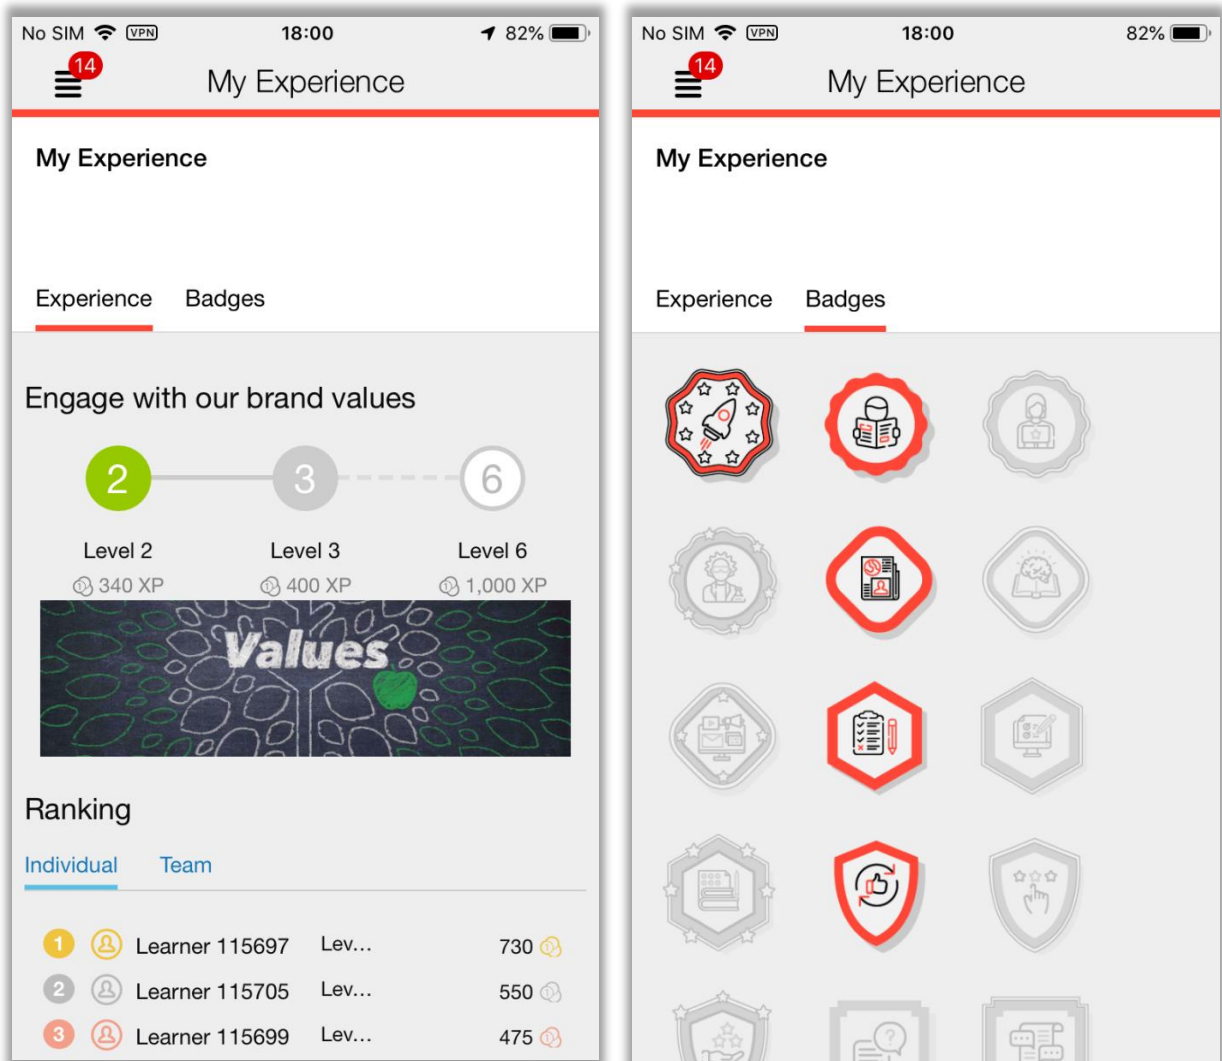 No SIM VPN 18:00 82%
14
My Experience
My Experience
Experience Badges
Engage with our brand values
2 3 6
Level 2 Level 3 Level 6
340 XP 400 XP 1,000 XP
Values
Ranking
Individual Team
1 Learner 115697 Lev... 730
2 Learner 115705 Lev... 550
3 Learner 115699 Lev... 475
No SIM VPN 18:00 82%
14
My Experience
My Experience
Experience Badges
?